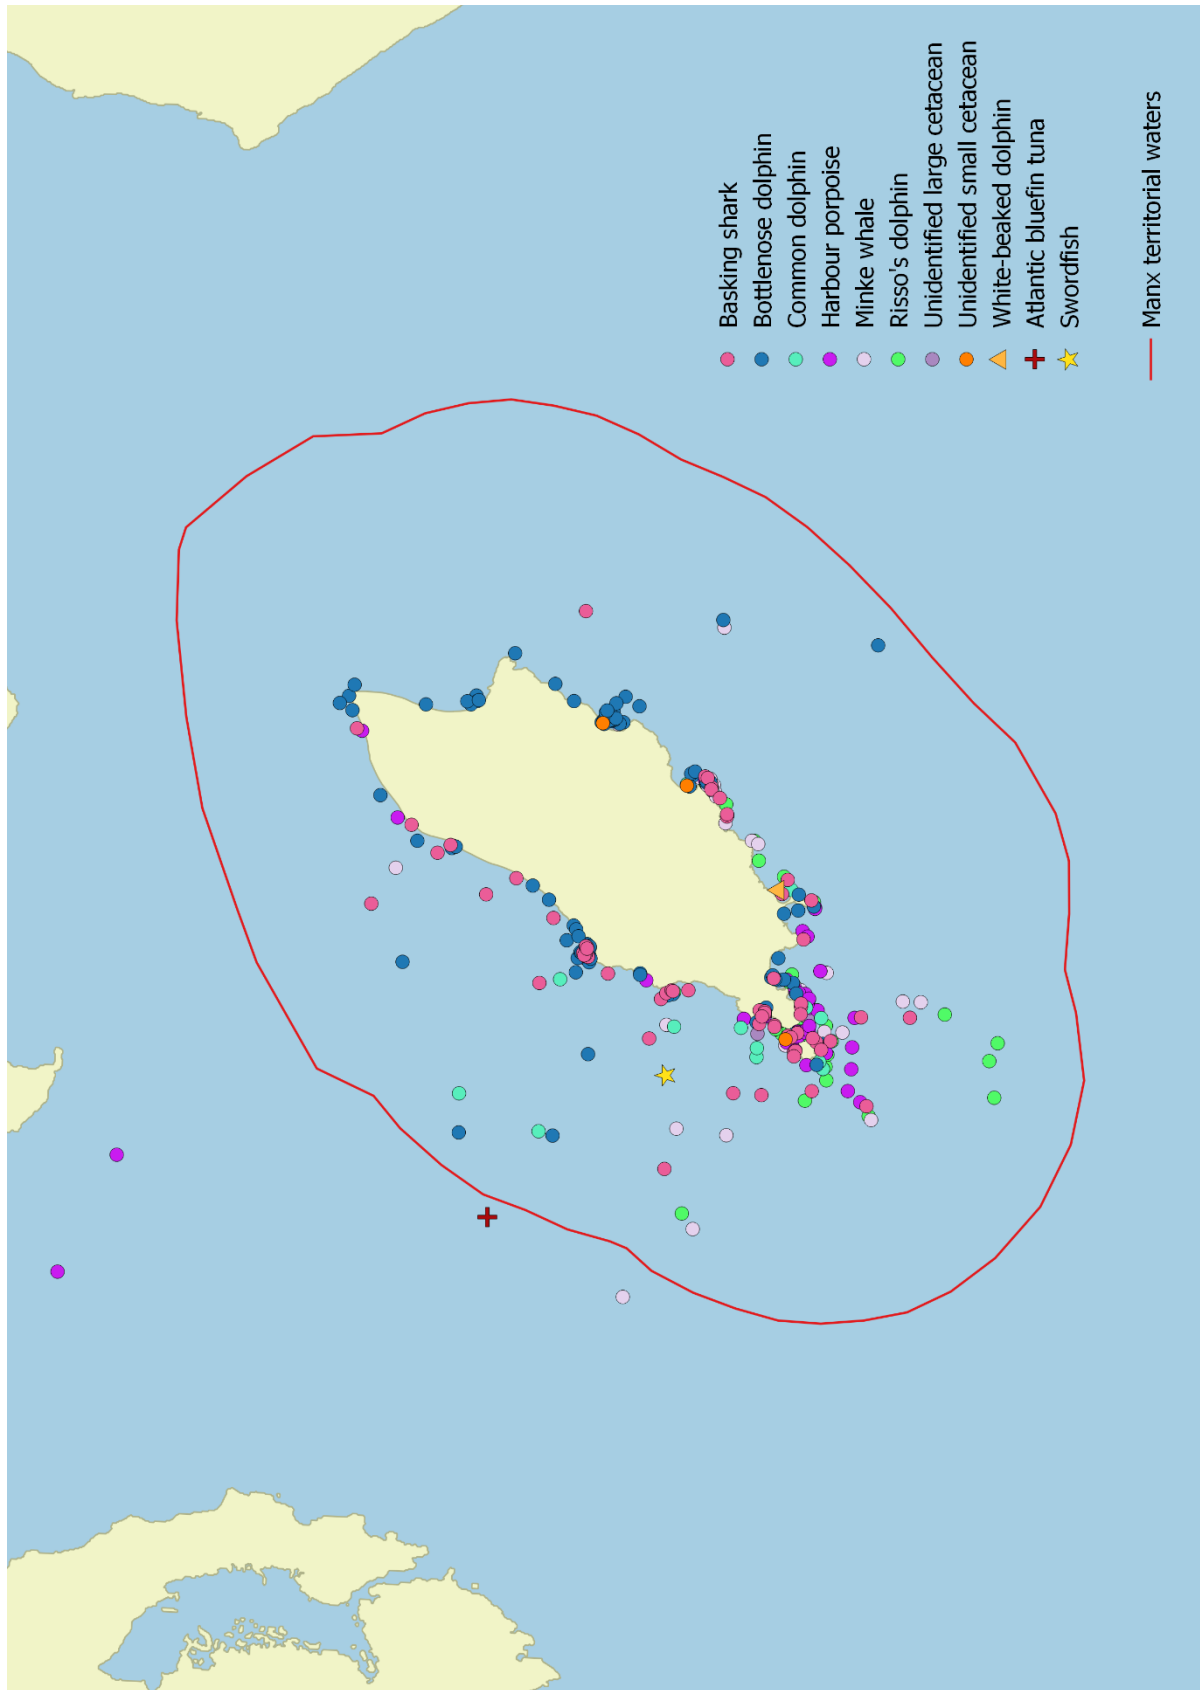 Basking shark
Bottlenose dolphin
Common dolphin
Harbour porpoise
Minke whale
Risso's dolphin
Unidentified large cetacean
Unidentified small cetacean
White-beaked dolphin
Atlantic bluefin tuna
Swordfish
Manx territorial waters